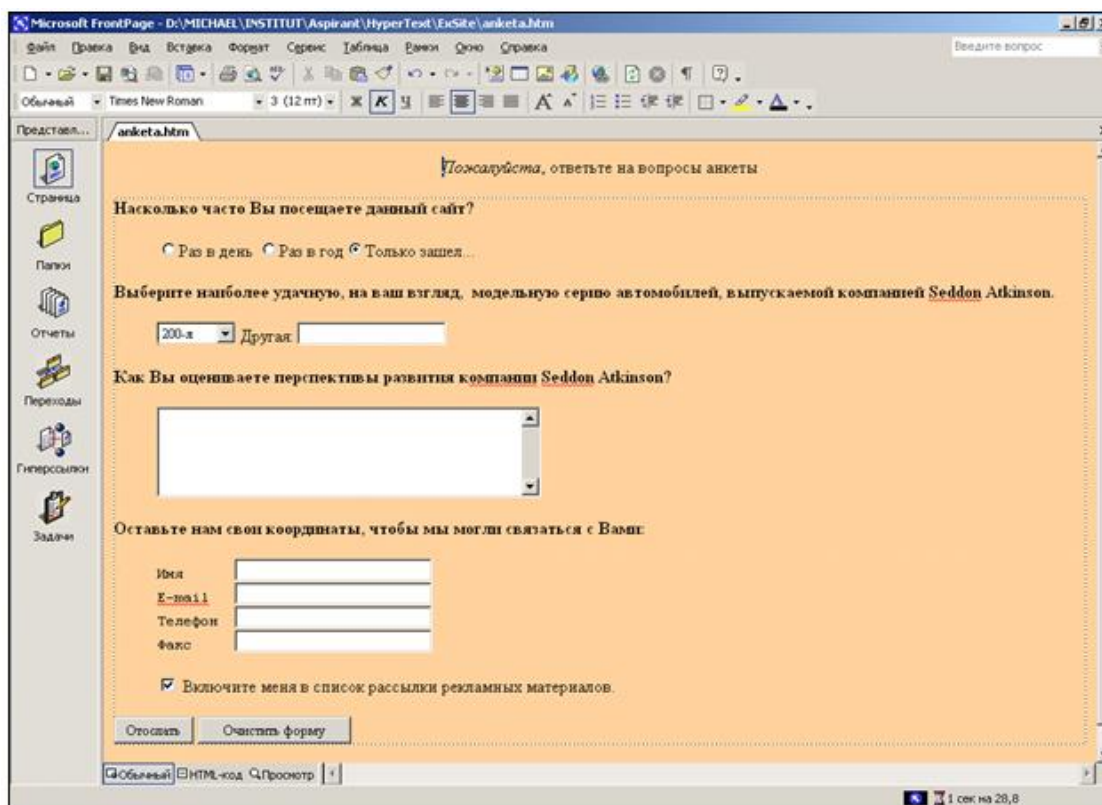 Microsoft FrontPage - D:\MICHAEL\INSTITUT\Aspirant\HyperText\ExSite\anketa.htm
Файл Правка Вид Вставка Формат Сервис Таблица Рамки Окно Справка
Введите вопрос
Обычный Times New Roman 3 (12 пт) Ж К Ч
Представл...
anketa.htm
Страница
Папки
Отчеты
Переходы
Гиперссылки
Задачи
Пожалуйста, ответьте на вопросы анкеты
Насколько часто Вы посещаете данный сайт?
Раз в день Раз в год Только зашел...
Выберите наиболее удачную, на ваш взгляд, модельную серию автомобилей, выпускаемой компанией Seddon Atkinson.
200-я Другая:
Как Вы оцениваете перспективы развития компании Seddon Atkinson?
Оставьте нам свои координаты, чтобы мы могли связаться с Вами:
Имя
E-mail
Телефон
Факс
Включите меня в список рассылки рекламных материалов.
Отослать Очистить форму
Обычный HTML-код Просмотр
1 сек на 28,8